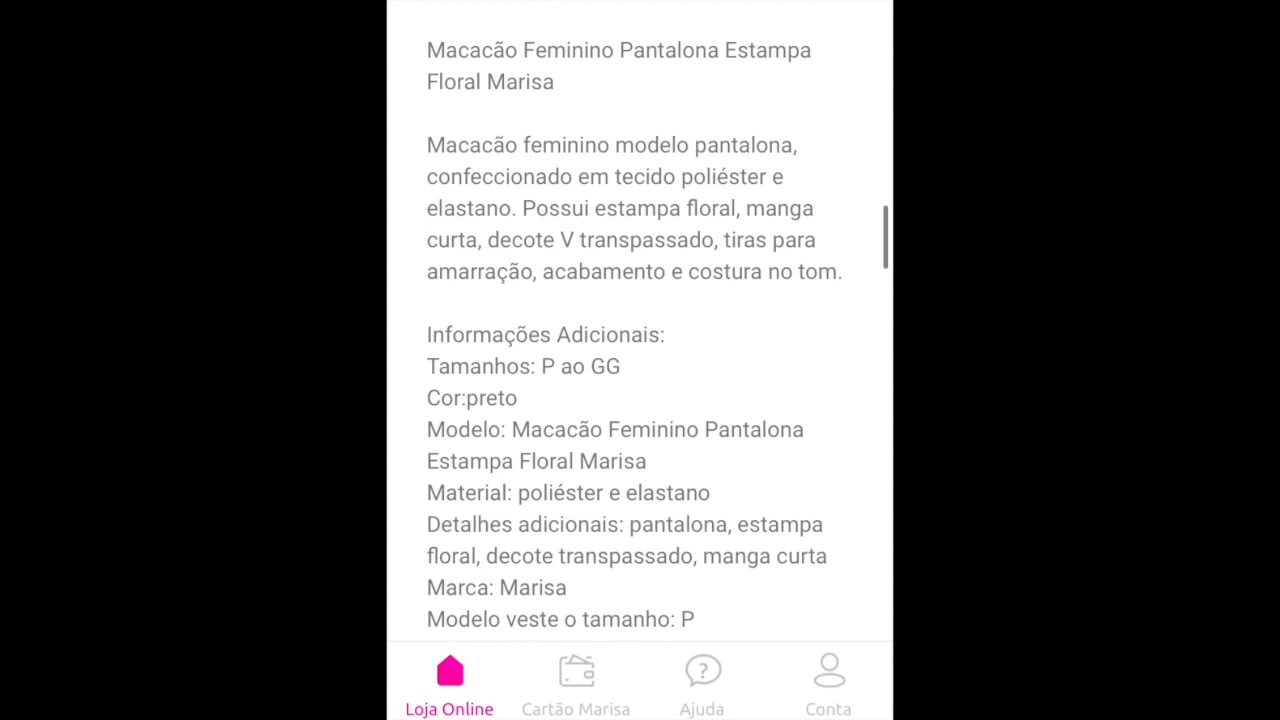 Macacão Feminino Pantalona Estampa
Floral Marisa
Macacão feminino modelo pantalona,
confeccionado em tecido poliéster e
elastano. Possui estampa floral, manga
curta, decote V transpassado, tiras para
amarração, acabamento e costura no tom.
Informações Adicionais:
Tamanhos: P ao GG
Cor:preto
Modelo: Macacão Feminino Pantalona
Estampa Floral Marisa
Material: poliéster e elastano
Detalhes adicionais: pantalona, estampa
floral, decote transpassado, manga curta
Marca: Marisa
Modelo veste o tamanho: P
Loja Online Cartão Marisa Ajuda Conta